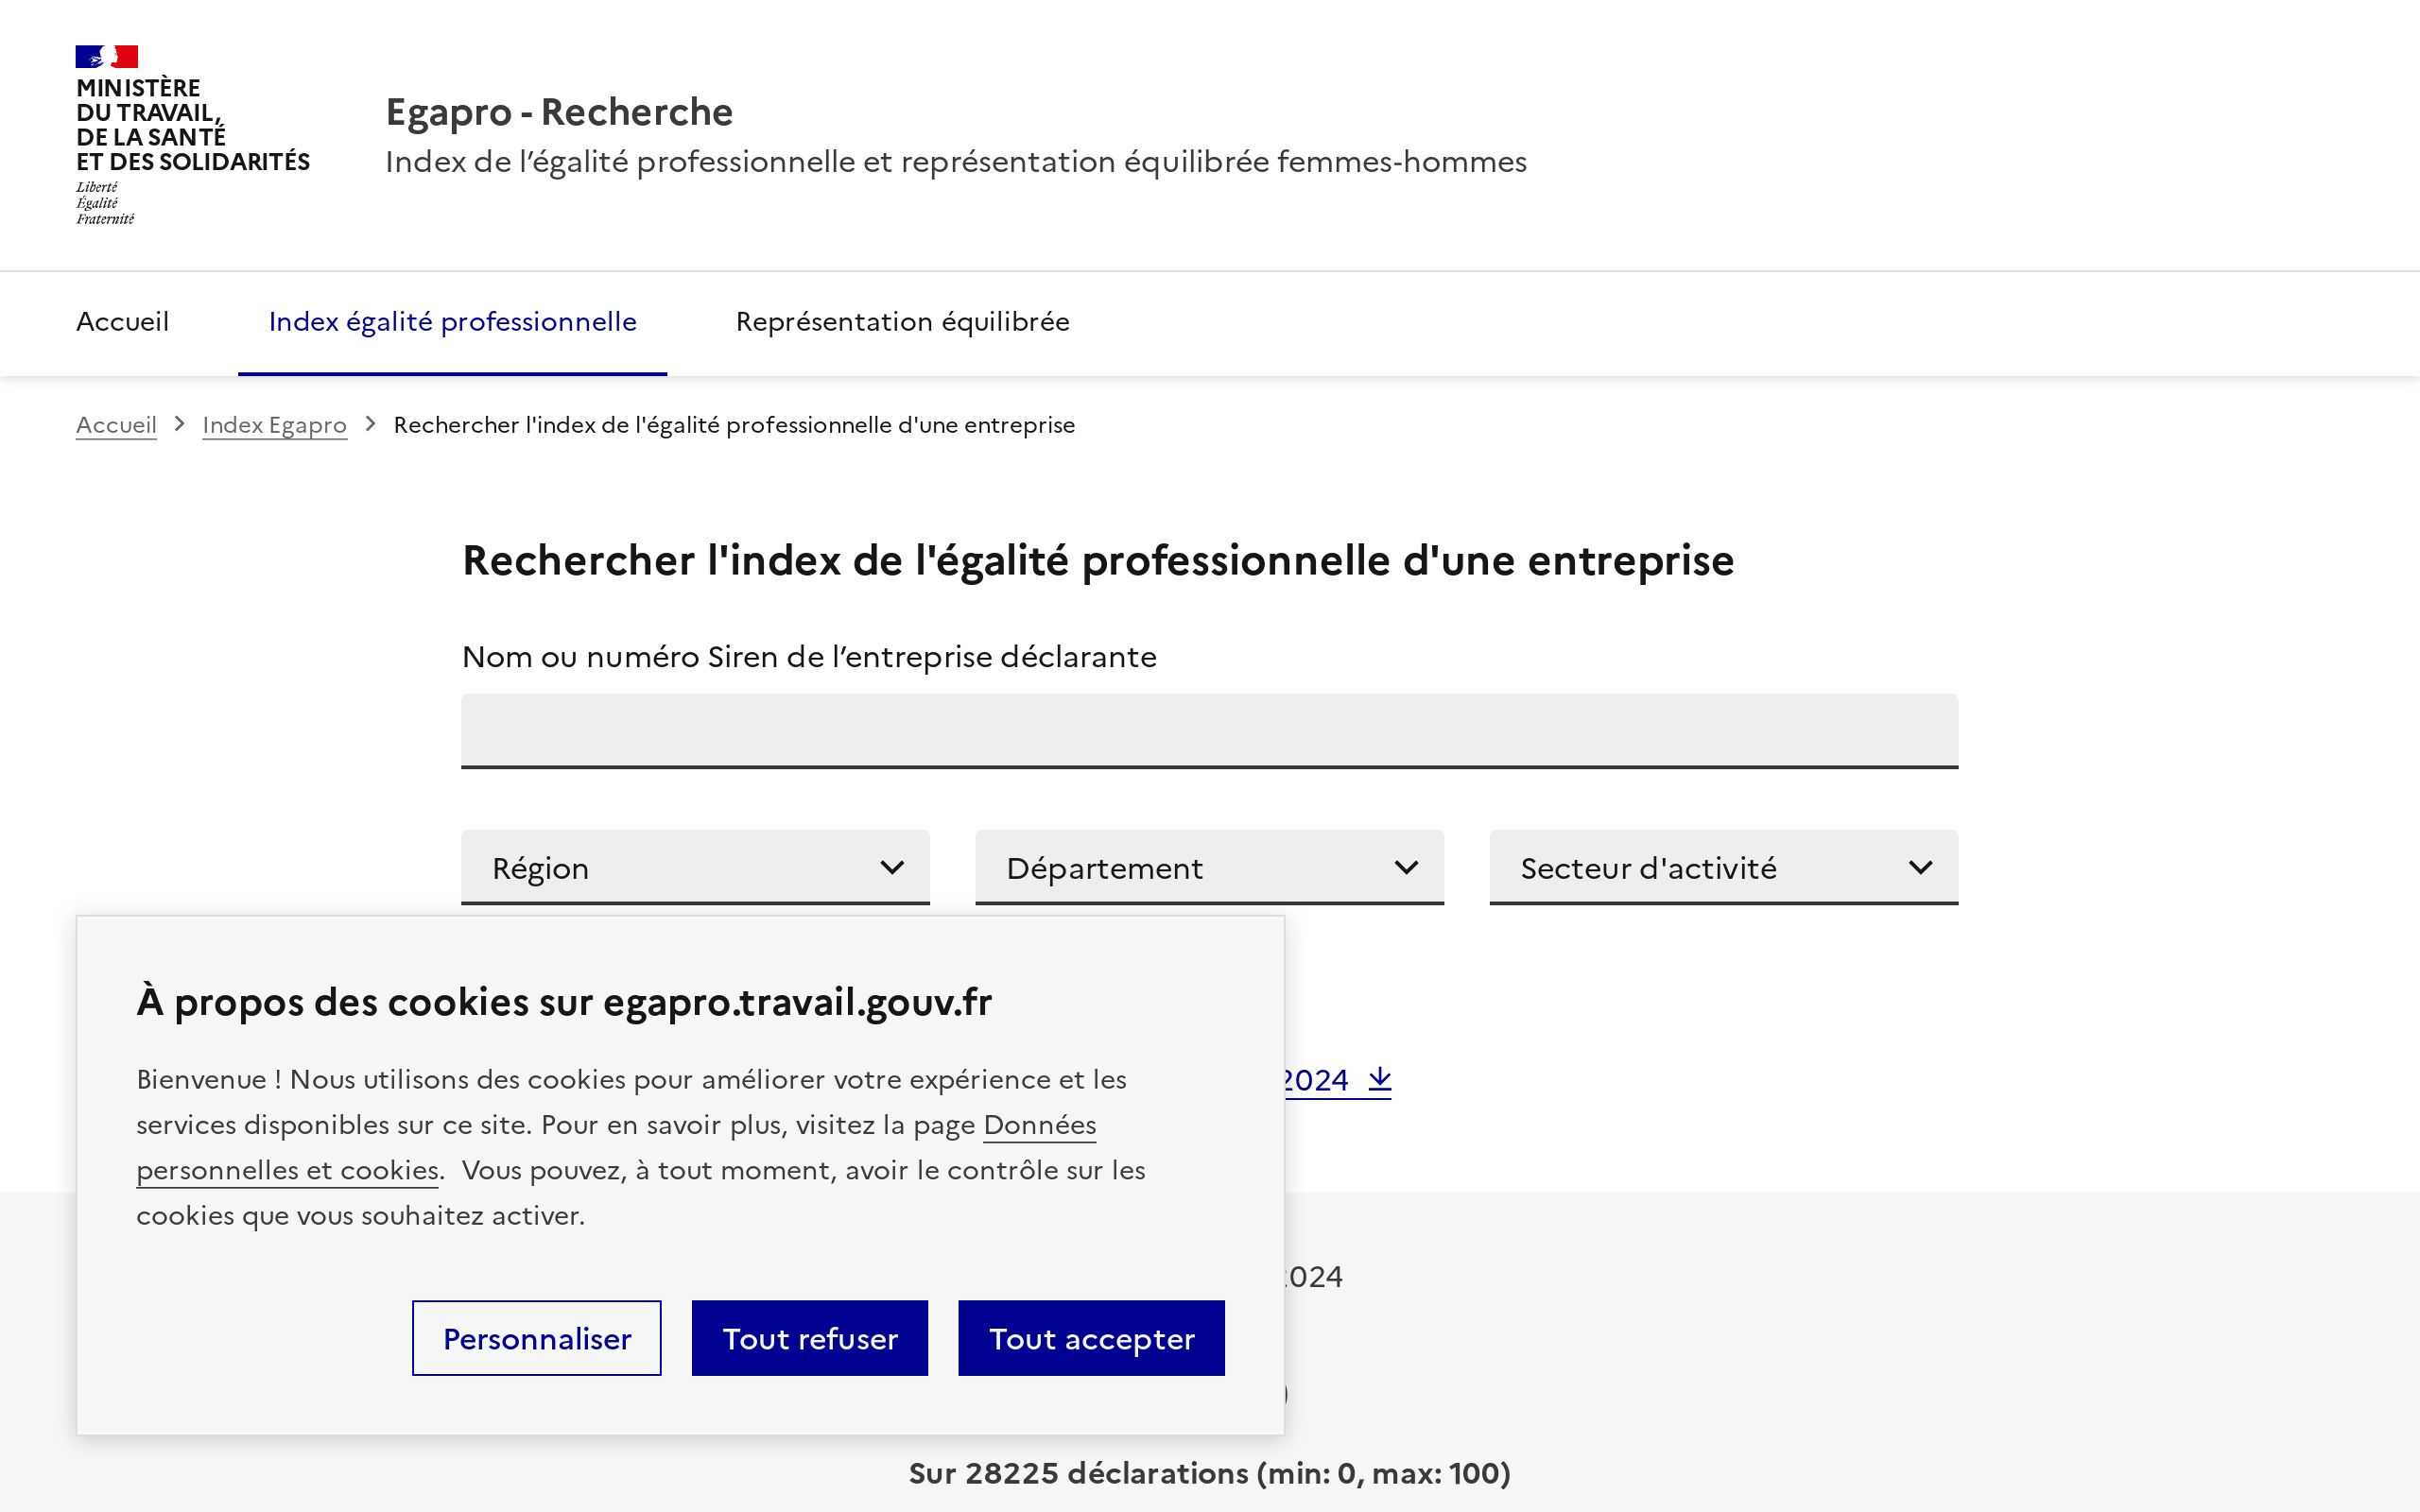 MINISTÈRE
DU TRAVAIL,
DE LA SANTÉ
ET DES SOLIDARITÉS
Liberté
Égalité
Fraternité
Egapro - Recherche
Index de l’égalité professionnelle et représentation équilibrée femmes-hommes
Accueil
Index égalité professionnelle
Représentation équilibrée
Accueil > Index Egapro > Rechercher l'index de l'égalité professionnelle d'une entreprise
Rechercher l'index de l'égalité professionnelle d'une entreprise
Nom ou numéro Siren de l’entreprise déclarante
Région
Département
Secteur d'activité
À propos des cookies sur egapro.travail.gouv.fr
Bienvenue ! Nous utilisons des cookies pour améliorer votre expérience et les
services disponibles sur ce site. Pour en savoir plus, visitez la page Données
personnelles et cookies. Vous pouvez, à tout moment, avoir le contrôle sur les
cookies que vous souhaitez activer.
Personnaliser
Tout refuser
Tout accepter
2024
2024
Sur 28225 déclarations (min: 0, max: 100)